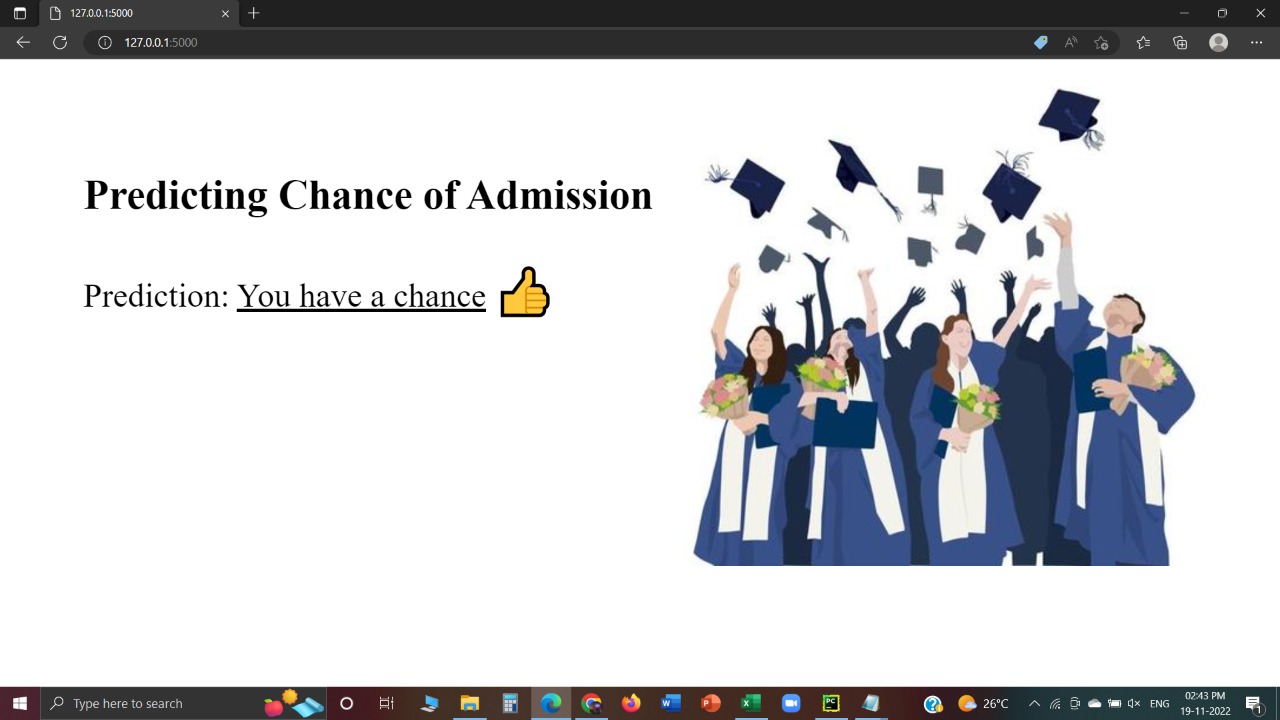 127.0.0.1:5000
127.0.0.1:5000
Predicting Chance of Admission
Prediction: You have a chance 👍
Type here to search
26°C
ENG
02:43 PM
19-11-2022